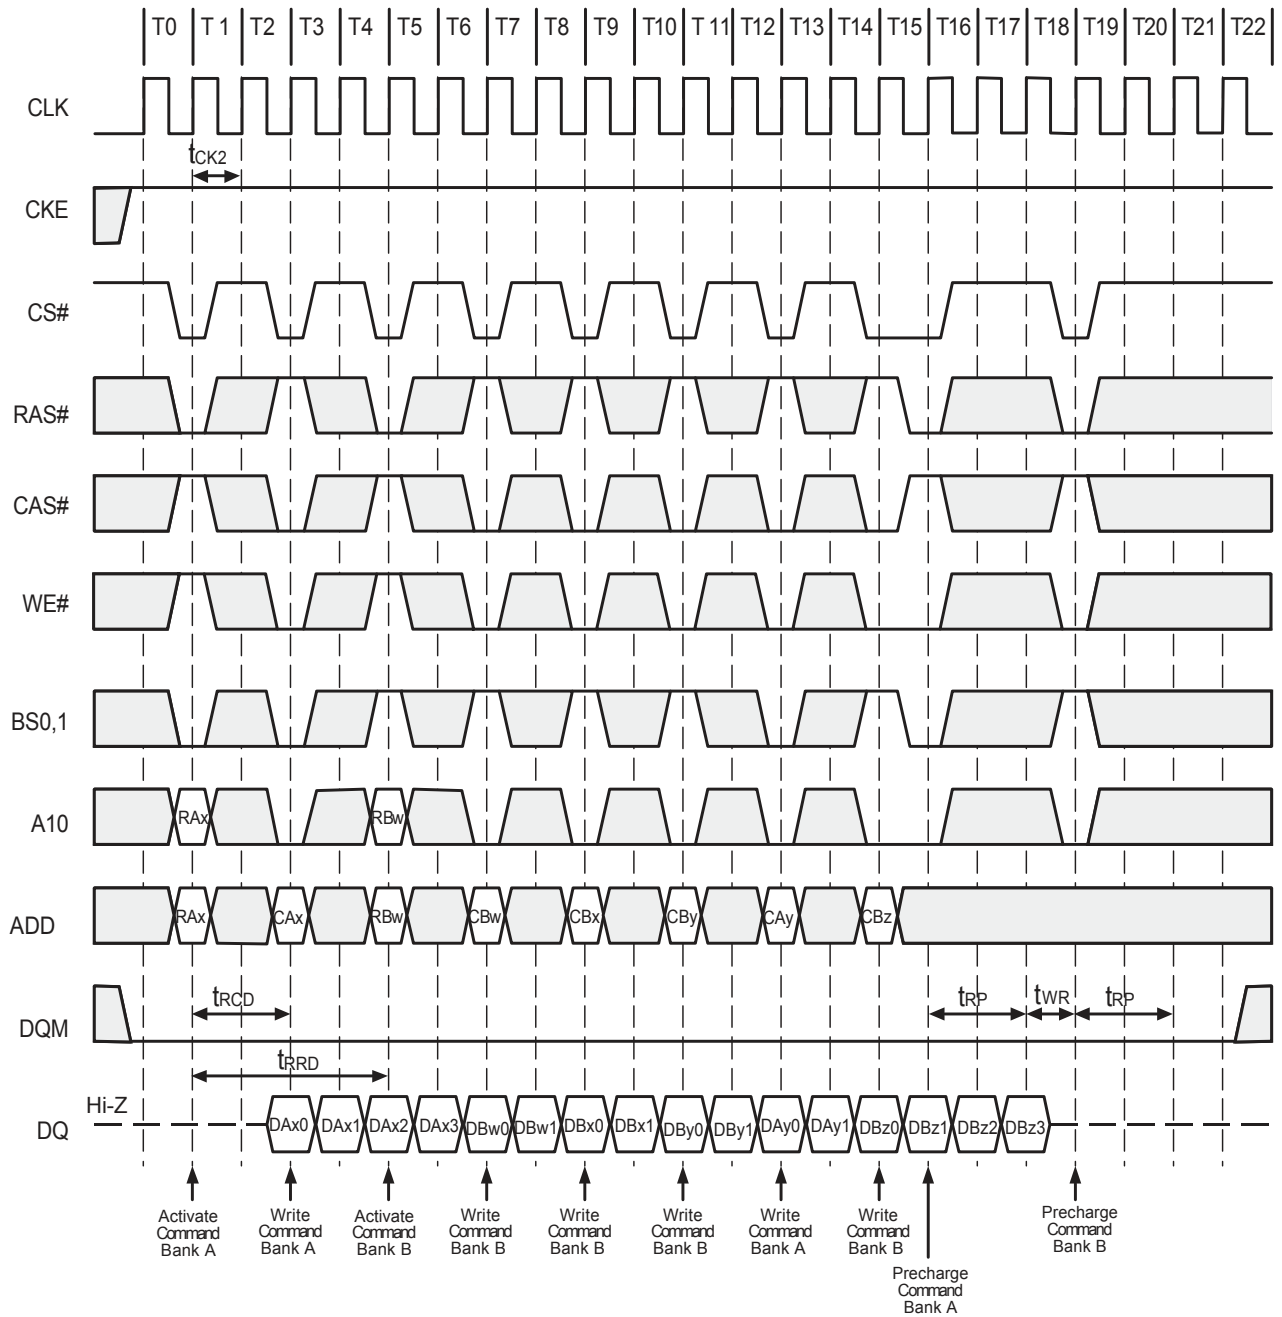 T0 T 1 T2 T3 T4 T5 T6 T7 T8 T9 T10 T 11 T12 T13 T14 T15 T16 T17 T18 T19 T20 T21 T22
CLK
tCK2
CKE
CS#
RAS#
CAS#
WE#
BS0,1
A10 RAx RBw
ADD RAx CAx RBw CBw CBx CBy CAy CBz
tRCD tRP tWR tRP
DQM
tRRD
Hi-Z
DQ DAx0 DAx1 DAx2 DAx3 DBw0 DBw1 DBx0 DBx1 DBy0 DBy1 DAy0 DAy1 DBz0 DBz1 DBz2 DBz3
Activate
Command
Bank A
Write
Command
Bank A
Activate
Command
Bank B
Write
Command
Bank B
Write
Command
Bank B
Write
Command
Bank B
Write
Command
Bank A
Write
Command
Bank B
Precharge
Command
Bank A
Precharge
Command
Bank B